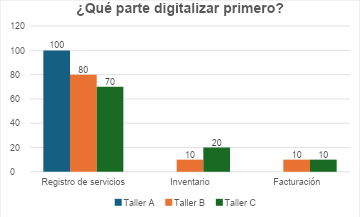 ¿Qué parte digitalizar primero?
120
100
80
60
40
20
0
100
80
70
10
20
10
10
Registro de servicios
Inventario
Facturación
Taller A
Taller B
Taller C